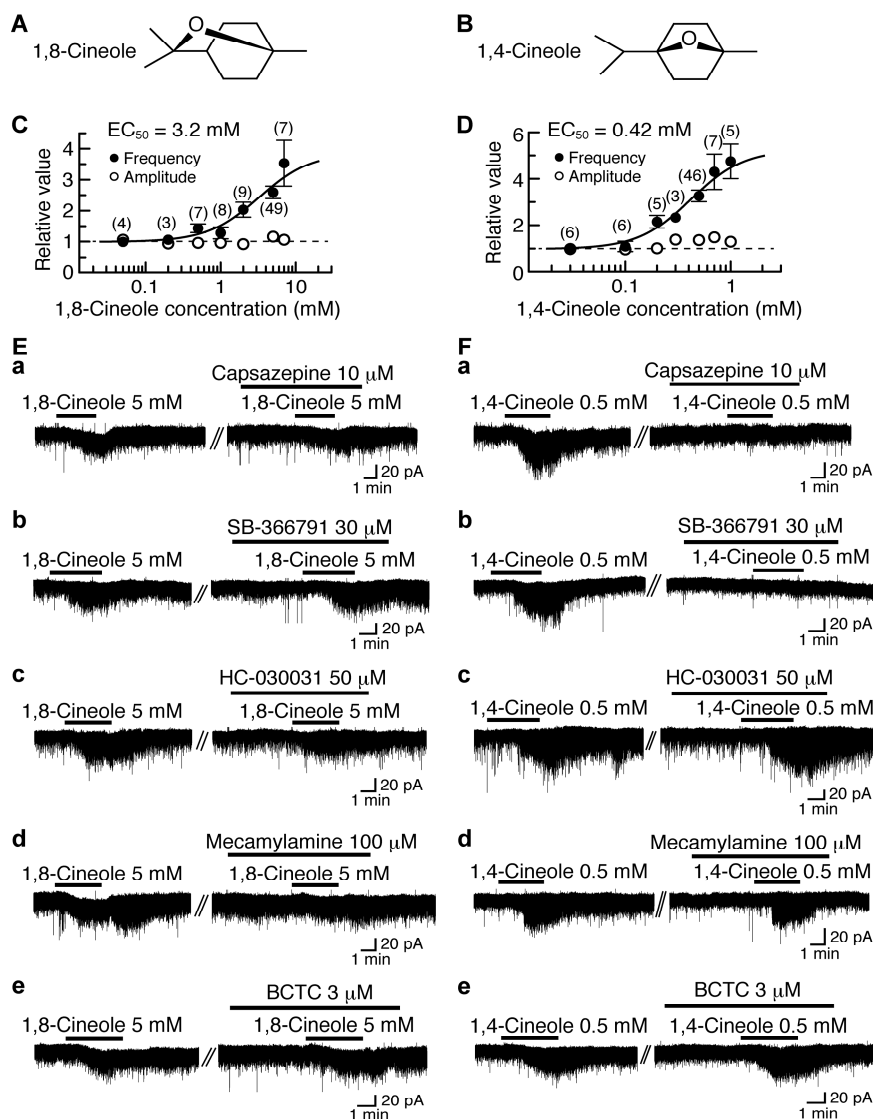 A
1,8-Cineole
O
B
1,4-Cineole
O
C
EC50 = 3.2 mM
Frequency
Amplitude
Relative value
4
3
2
1
0
(4)
(3)
(7)
(8)
(9)
(49)
(7)
0.1
1
10
1,8-Cineole concentration (mM)
D
EC50 = 0.42 mM
Frequency
Amplitude
Relative value
6
4
2
0
(6)
(6)
(5)
(3)
(46)
(7)
(5)
0.1
1
1,4-Cineole concentration (mM)
E
a
Capsazepine 10 μM
1,8-Cineole 5 mM
1,8-Cineole 5 mM
20 pA
1 min
b
SB-366791 30 μM
1,8-Cineole 5 mM
1,8-Cineole 5 mM
20 pA
1 min
c
HC-030031 50 μM
1,8-Cineole 5 mM
1,8-Cineole 5 mM
20 pA
1 min
d
Mecamylamine 100 μM
1,8-Cineole 5 mM
1,8-Cineole 5 mM
20 pA
1 min
e
BCTC 3 μM
1,8-Cineole 5 mM
1,8-Cineole 5 mM
20 pA
1 min
F
a
Capsazepine 10 μM
1,4-Cineole 0.5 mM
1,4-Cineole 0.5 mM
20 pA
1 min
b
SB-366791 30 μM
1,4-Cineole 0.5 mM
1,4-Cineole 0.5 mM
20 pA
1 min
c
HC-030031 50 μM
1,4-Cineole 0.5 mM
1,4-Cineole 0.5 mM
20 pA
1 min
d
Mecamylamine 100 μM
1,4-Cineole 0.5 mM
1,4-Cineole 0.5 mM
20 pA
1 min
e
BCTC 3 μM
1,4-Cineole 0.5 mM
1,4-Cineole 0.5 mM
20 pA
1 min